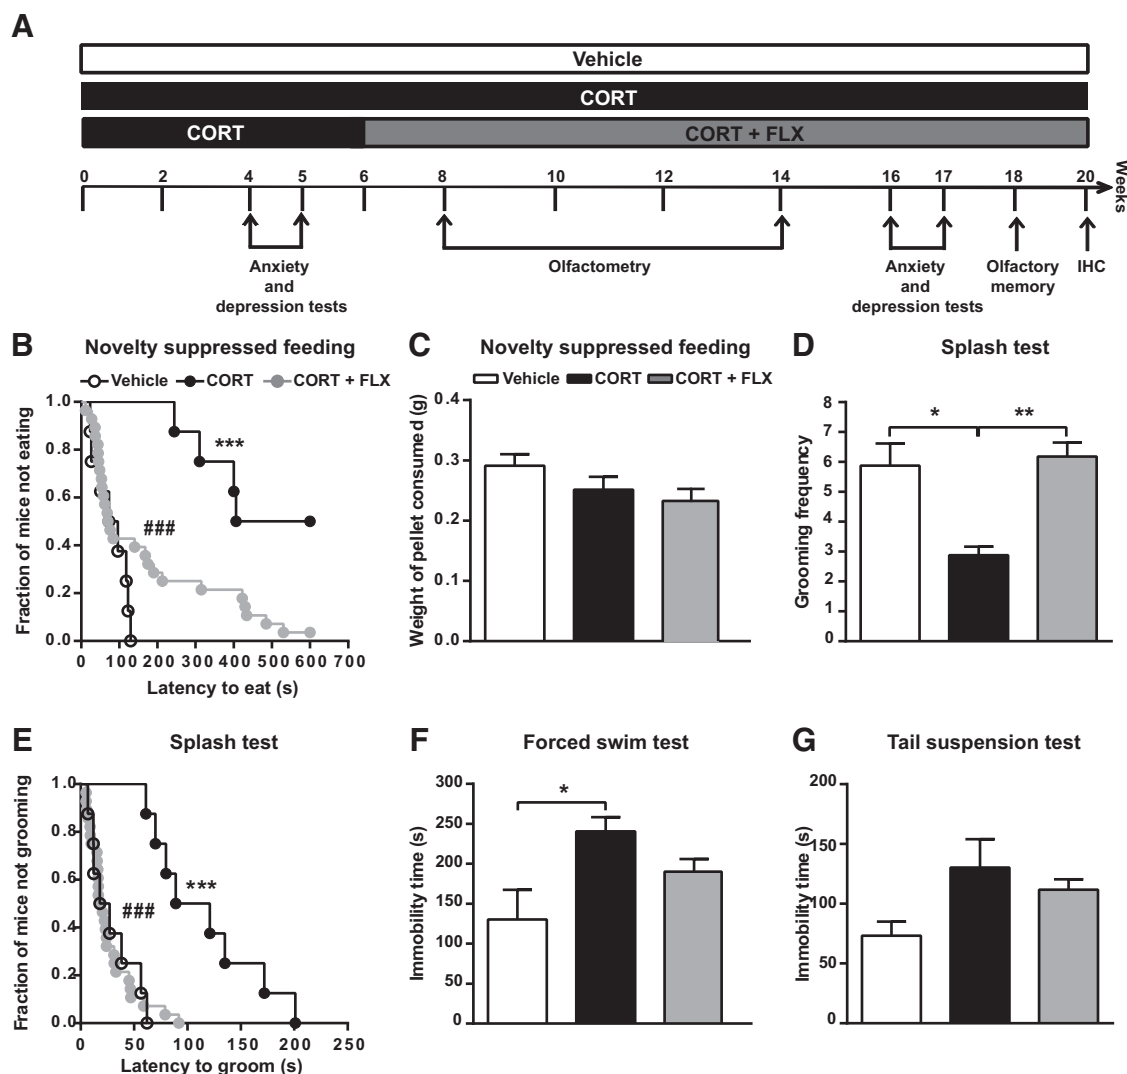 A
Vehicle
CORT
CORT CORT + FLX
0 2 4 5 6 8 10 12 14 16 17 18 20
Weeks
Anxiety
and
depression tests
Olfactometry
Anxiety
and
depression tests
Olfactory
memory
IHC
B
Novelty suppressed feeding
Vehicle CORT CORT + FLX
Fraction of mice not eating
1.0
0.8
0.6
0.4
0.2
0.0
***
###
0 100 200 300 400 500 600 700
Latency to eat (s)
C
Novelty suppressed feeding
Vehicle CORT CORT + FLX
Weight of pellet consumed (g)
0.4
0.3
0.2
0.1
0.0
D
Splash test
Grooming frequency
8
7
6
5
4
3
2
1
0
* **
E
Splash test
Fraction of mice not grooming
1.0
0.8
0.6
0.4
0.2
0.0
***
###
0 50 100 150 200 250
Latency to groom (s)
F
Forced swim test
Immobility time (s)
300
250
200
150
100
50
0
*
G
Tail suspension test
Immobility time (s)
200
150
100
50
0